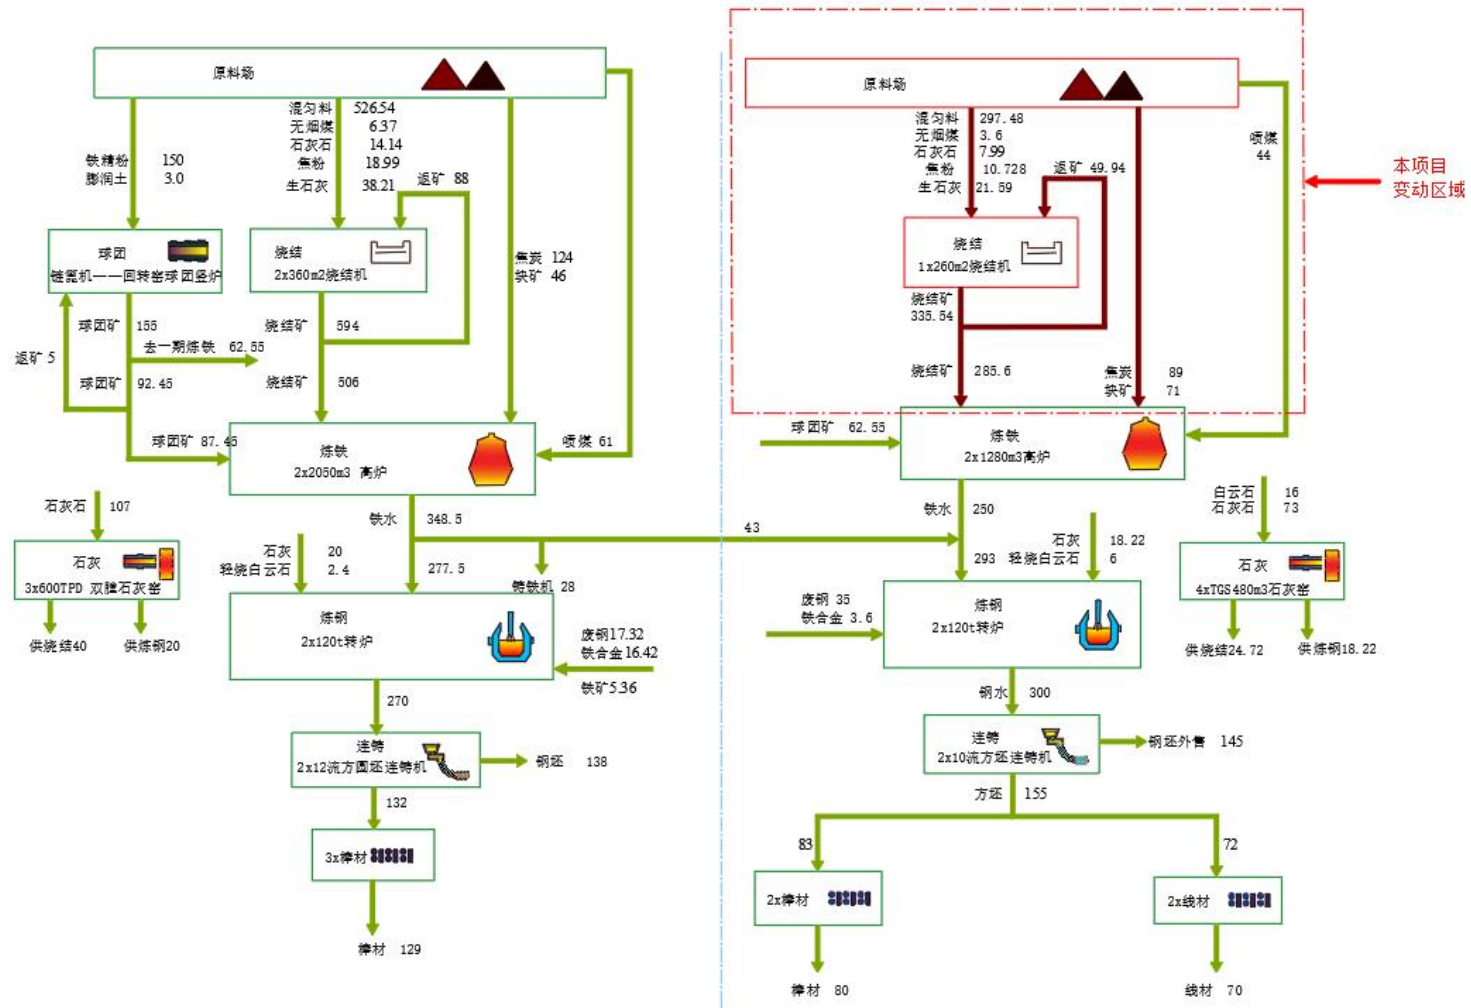 原料场
混匀料 526.54
无烟煤 6.37
石灰石 14.14
焦粉 18.99
生石灰 38.21
铁精粉 150
膨润土 3.0
返矿 88
球团
链篦机一一回转窑球团竖炉
烧结
2x360m2烧结机
焦炭 124
块矿 46
球团矿 155
返矿 5
去一期炼铁 62.55
球团矿 92.45
烧结矿 594
烧结矿 506
球团矿 87.45
炼铁
2x2050m3 高炉
喷煤 61
石灰石 107
石灰
3x600TPD 双膛石灰窑
供烧结40
供炼钢20
铁水 348.5
43
石灰 20
轻烧白云石 2.4
277.5
铸铁机 28
炼钢
2x120t转炉
废钢17.32
铁合金16.42
铁矿5.36
270
连铸
2x12流方圆坯连铸机
钢坯 138
132
3x棒材
棒材 129
原料场
混匀料 297.48
无烟煤 3.6
石灰石 7.99
焦粉 10.728
生石灰 21.59
返矿 49.94
喷煤
44
本项目
变动区域
烧结
1x260m2烧结机
烧结矿
335.54
烧结矿 285.6
焦炭 89
块矿 71
球团矿 62.55
炼铁
2x1280m3高炉
铁水 250
白云石 16
石灰石 73
石灰
4xTGS480m3石灰窑
供烧结24.72
供炼钢18.22
293
石灰 18.22
轻烧白云石 6
废钢 35
铁合金 3.6
炼钢
2x120t转炉
钢水 300
连铸
2x10流方坯连铸机
钢坯外售 145
方坯 155
83
72
2x棒材
2x线材
棒材 80
线材 70